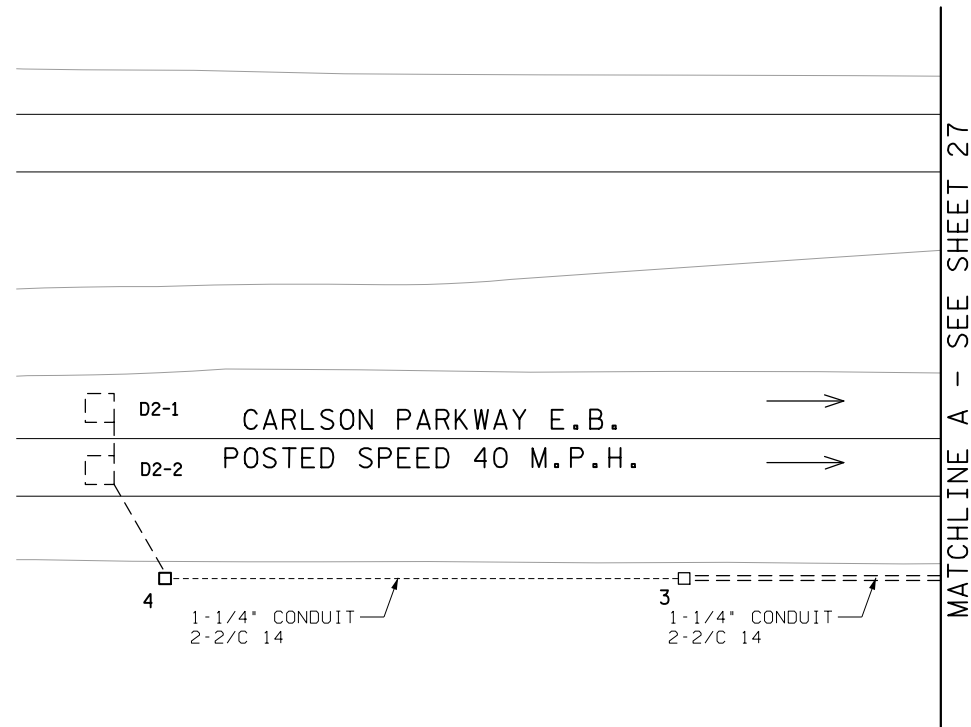 D2-1
CARLSON PARKWAY E.B.
D2-2
POSTED SPEED 40 M.P.H.
4
1-1/4" CONDUIT
2-2/C 14
3
1-1/4" CONDUIT
2-2/C 14
MATCHLINE A - SEE SHEET 27